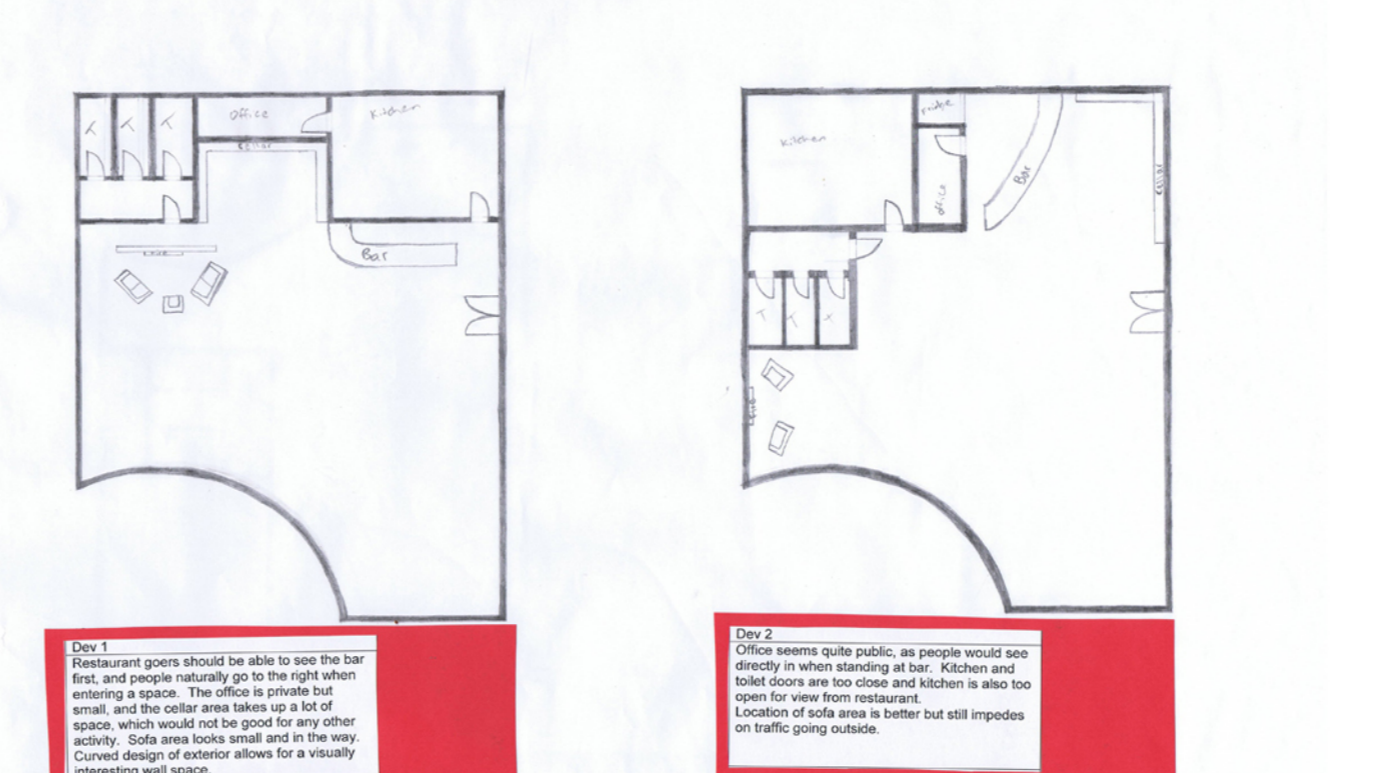 Office
Kitchen
T
T
T
Cellar
Bar
Kitchen
Fridge
Office
Bar
Cellar
T
T
Dev 1
Restaurant goers should be able to see the bar
first, and people naturally go to the right when
entering a space. The office is private but
small, and the cellar area takes up a lot of
space, which would not be good for any other
activity. Sofa area looks small and in the way.
Curved design of exterior allows for a visually
interesting wall space.
Dev 2
Office seems quite public, as people would see
directly in when standing at bar. Kitchen and
toilet doors are too close and kitchen is also too
open for view from restaurant.
Location of sofa area is better but still impedes
on traffic going outside.